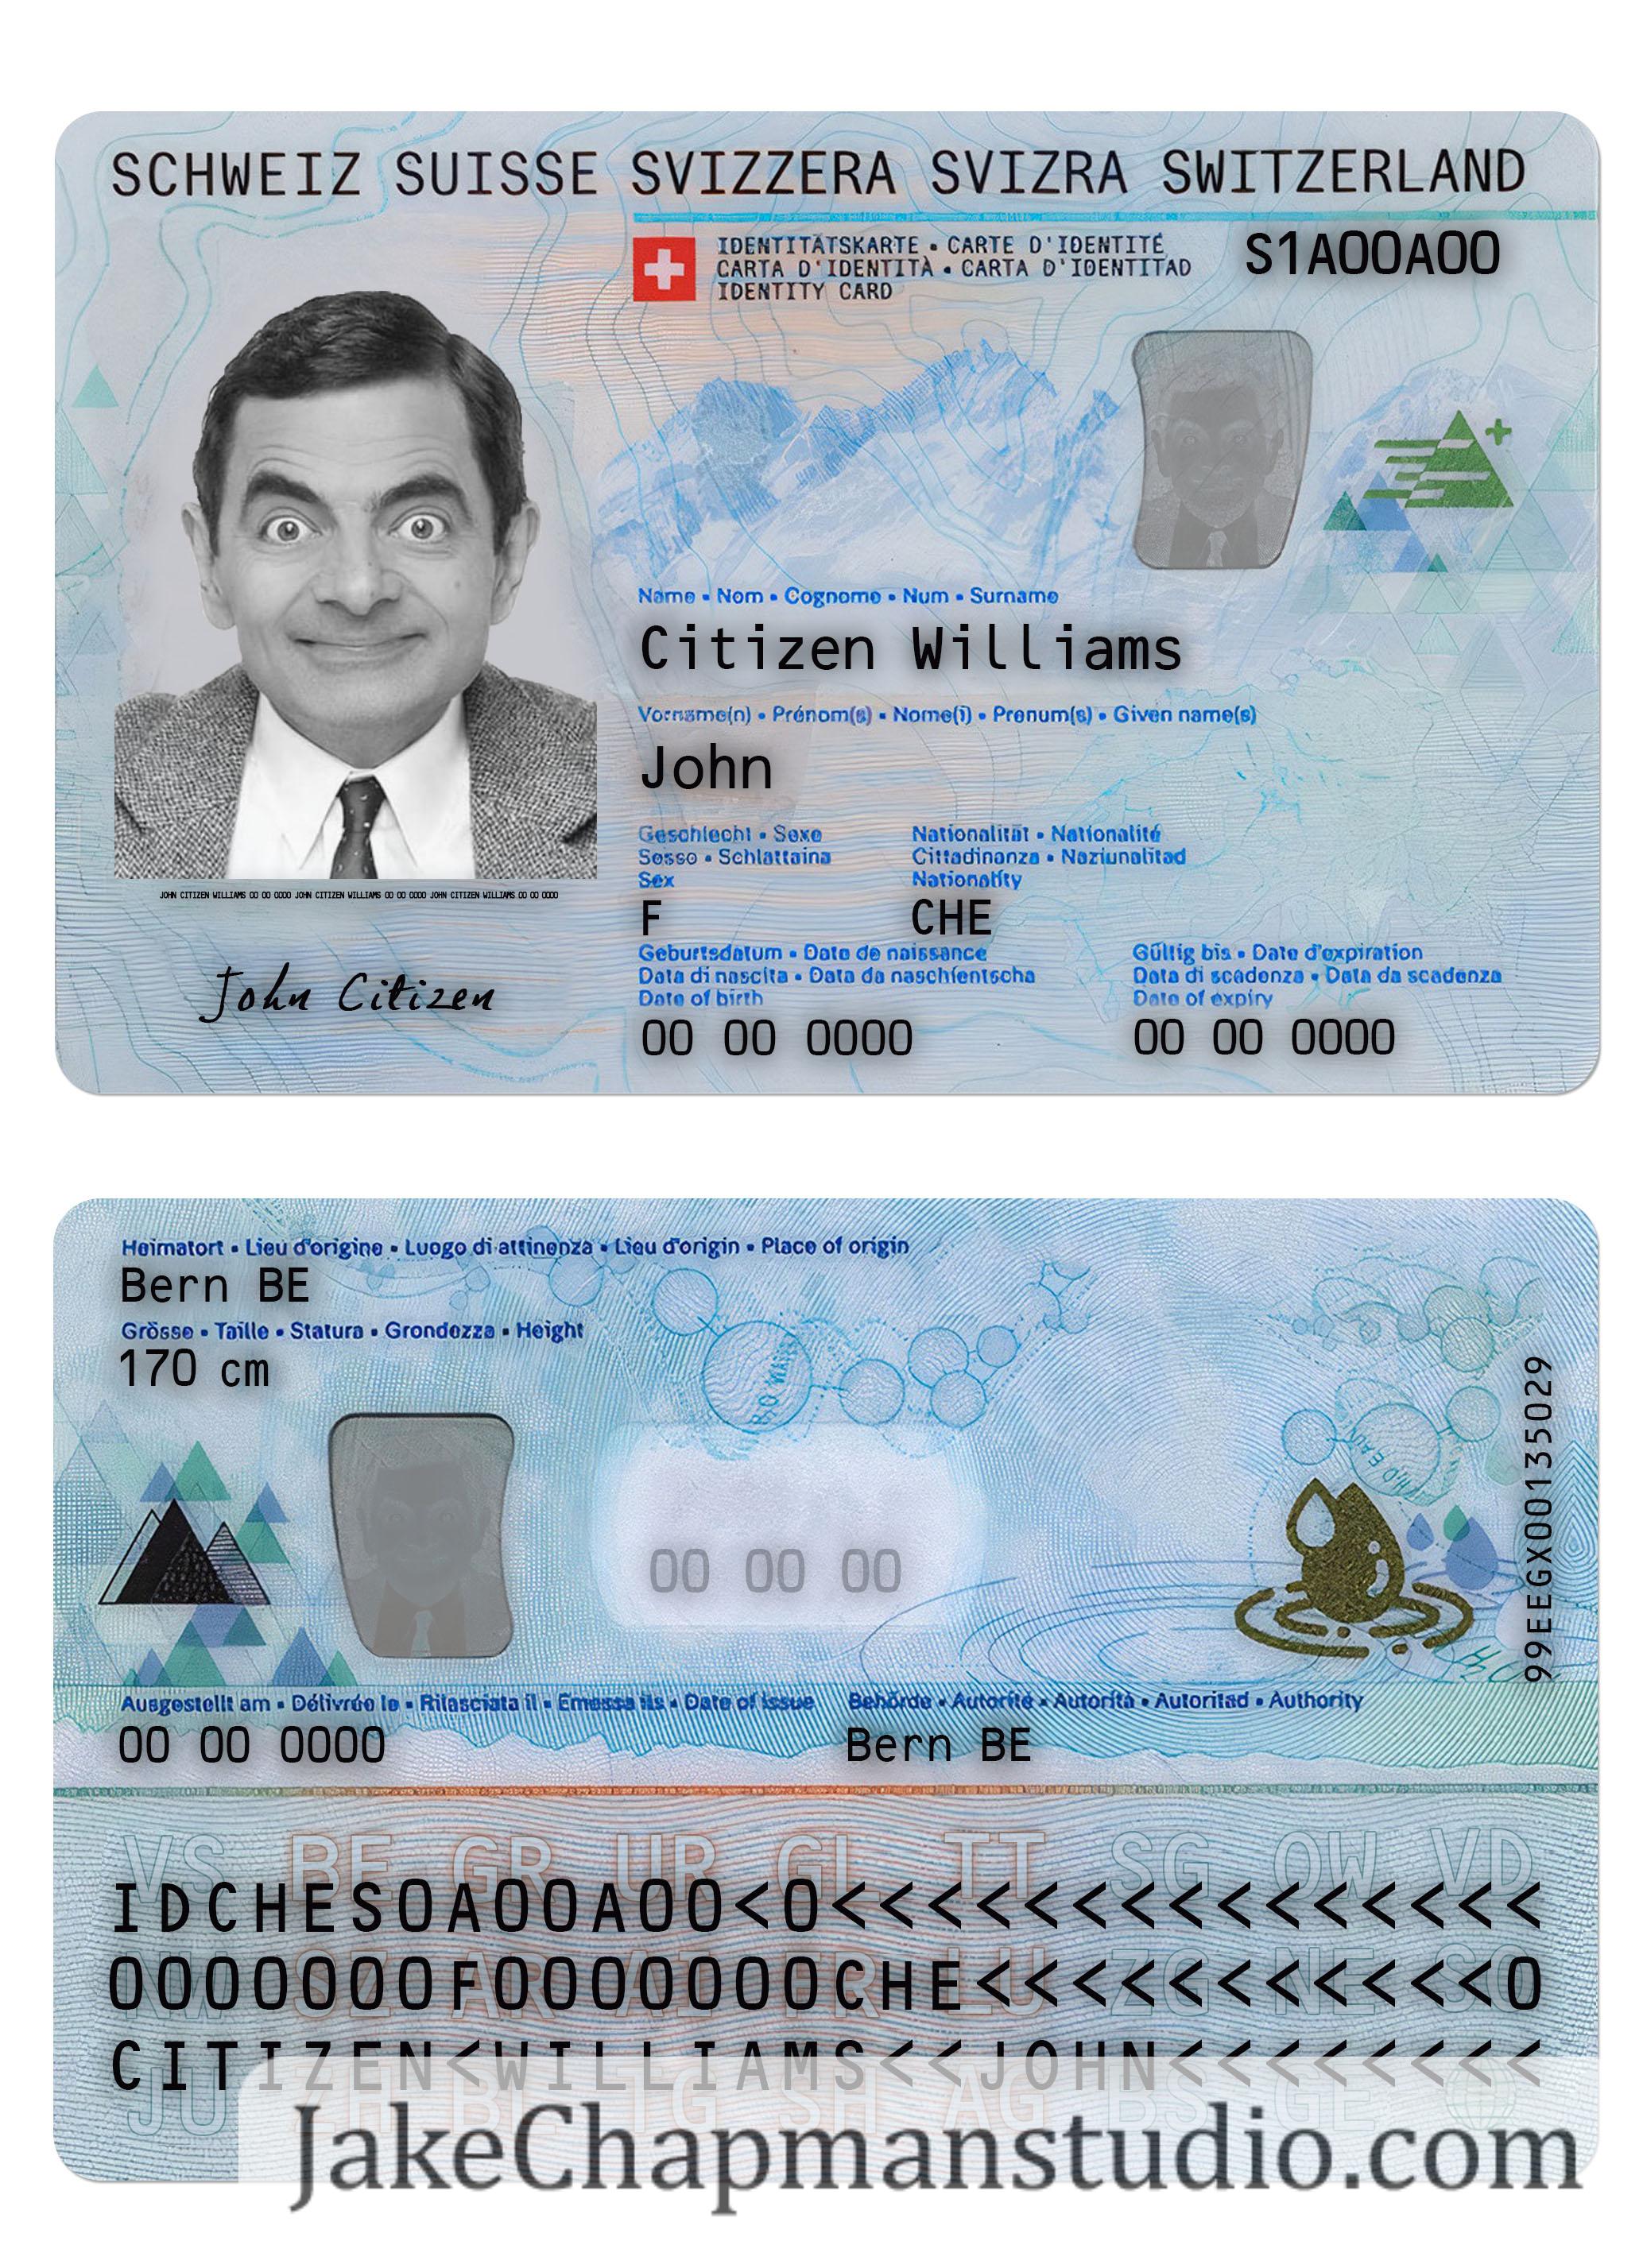 SCHWEIZ SUISSE SVIZZERA SVIZRA SWITZERLAND
IDENTITÄTSKARTE • CARTE D'IDENTITÉ
CARTA D'IDENTITÀ • CARTA D'IDENTITAD
IDENTITY CARD
S1A00A00
Name • Nom • Cognome • Num • Surname
Citizen Williams
Vorname(n) • Prénom(s) • Nome(i) • Prenum(s) • Given name(s)
John
Geschlecht • Sexe
Sesso • Schlattaina
Sex
F
Nationalität • Nationalité
Cittadinanza • Naziunalitad
Nationality
CHE
Geburtsdatum • Date de naissance
Data di nascita • Data da naschientscha
Date of birth
00 00 0000
Gültig bis • Date d'expiration
Data di scadenza • Data da scadenza
Date of expiry
00 00 0000
JOHN CITIZEN WILLIAMS 00 00 0000 JOHN CITIZEN WILLIAMS 00 00 0000 JOHN CITIZEN WILLIAMS 00 00 0000
John Citizen
Heimatort • Lieu d'origine • Luogo di attinenza • Lieu d'origin • Place of origin
Bern BE
Grösse • Taille • Statura • Grondezza • Height
170 cm
00 00 00
99EEGX00135029
H2O
Ausgestellt am • Délivrée le • Rilasciata il • Emessa ils • Date of issue
00 00 0000
Behörde • Autorité • Autorità • Autoritad • Authority
Bern BE
VS BE GR UR GL TT SG OW VD
IDCHES0A00A00<0<<<<<<<<<<<<<<<
0000000F0000000CHE<<<<<<<<<<<0
CITIZEN<WILLIAMS<<JOHN<<<<<<<<
JakeChapmanstudio.com